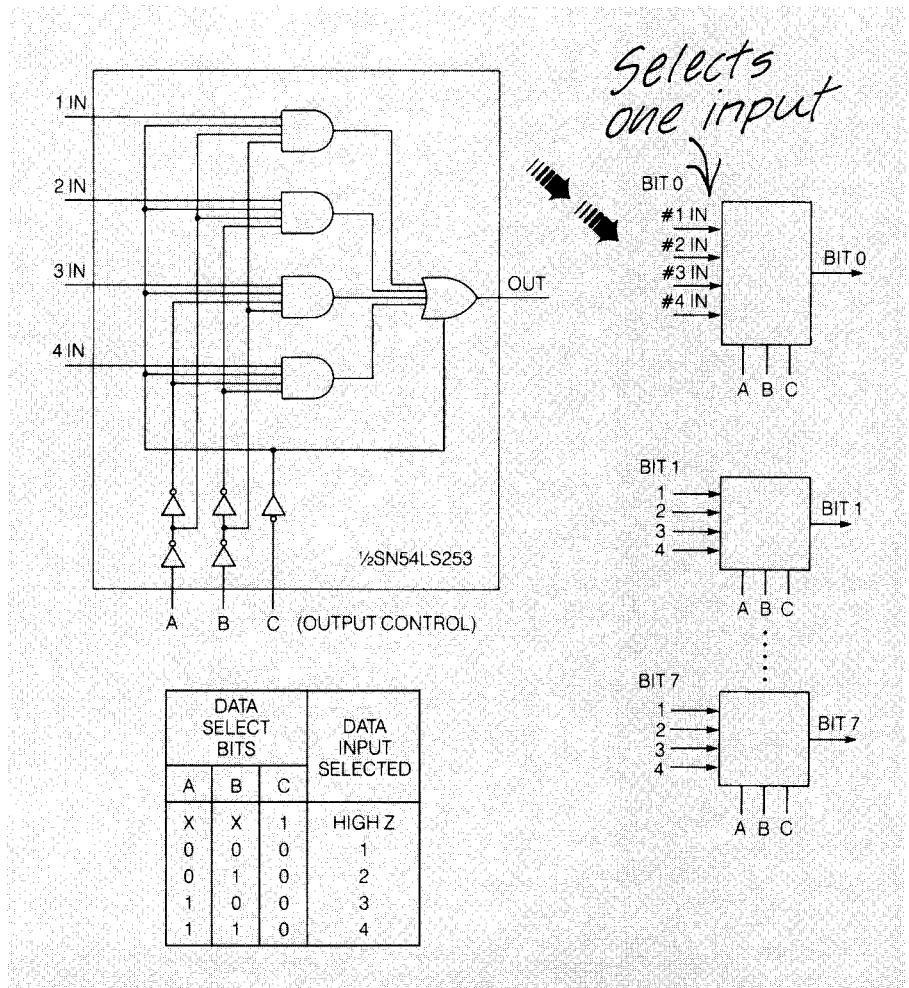 Selects
one input
1 IN
2 IN
3 IN
4 IN
OUT
½SN54LS253
A B C (OUTPUT CONTROL)
BIT 0
#1 IN
#2 IN
#3 IN
#4 IN
BIT 0
A B C
BIT 1
1
2
3
4
BIT 1
A B C
BIT 7
1
2
3
4
BIT 7
A B C
DATA
SELECT
BITS
DATA
INPUT
SELECTED
A B C
X X 1 HIGH Z
0 0 0 1
0 1 0 2
1 0 0 3
1 1 0 4